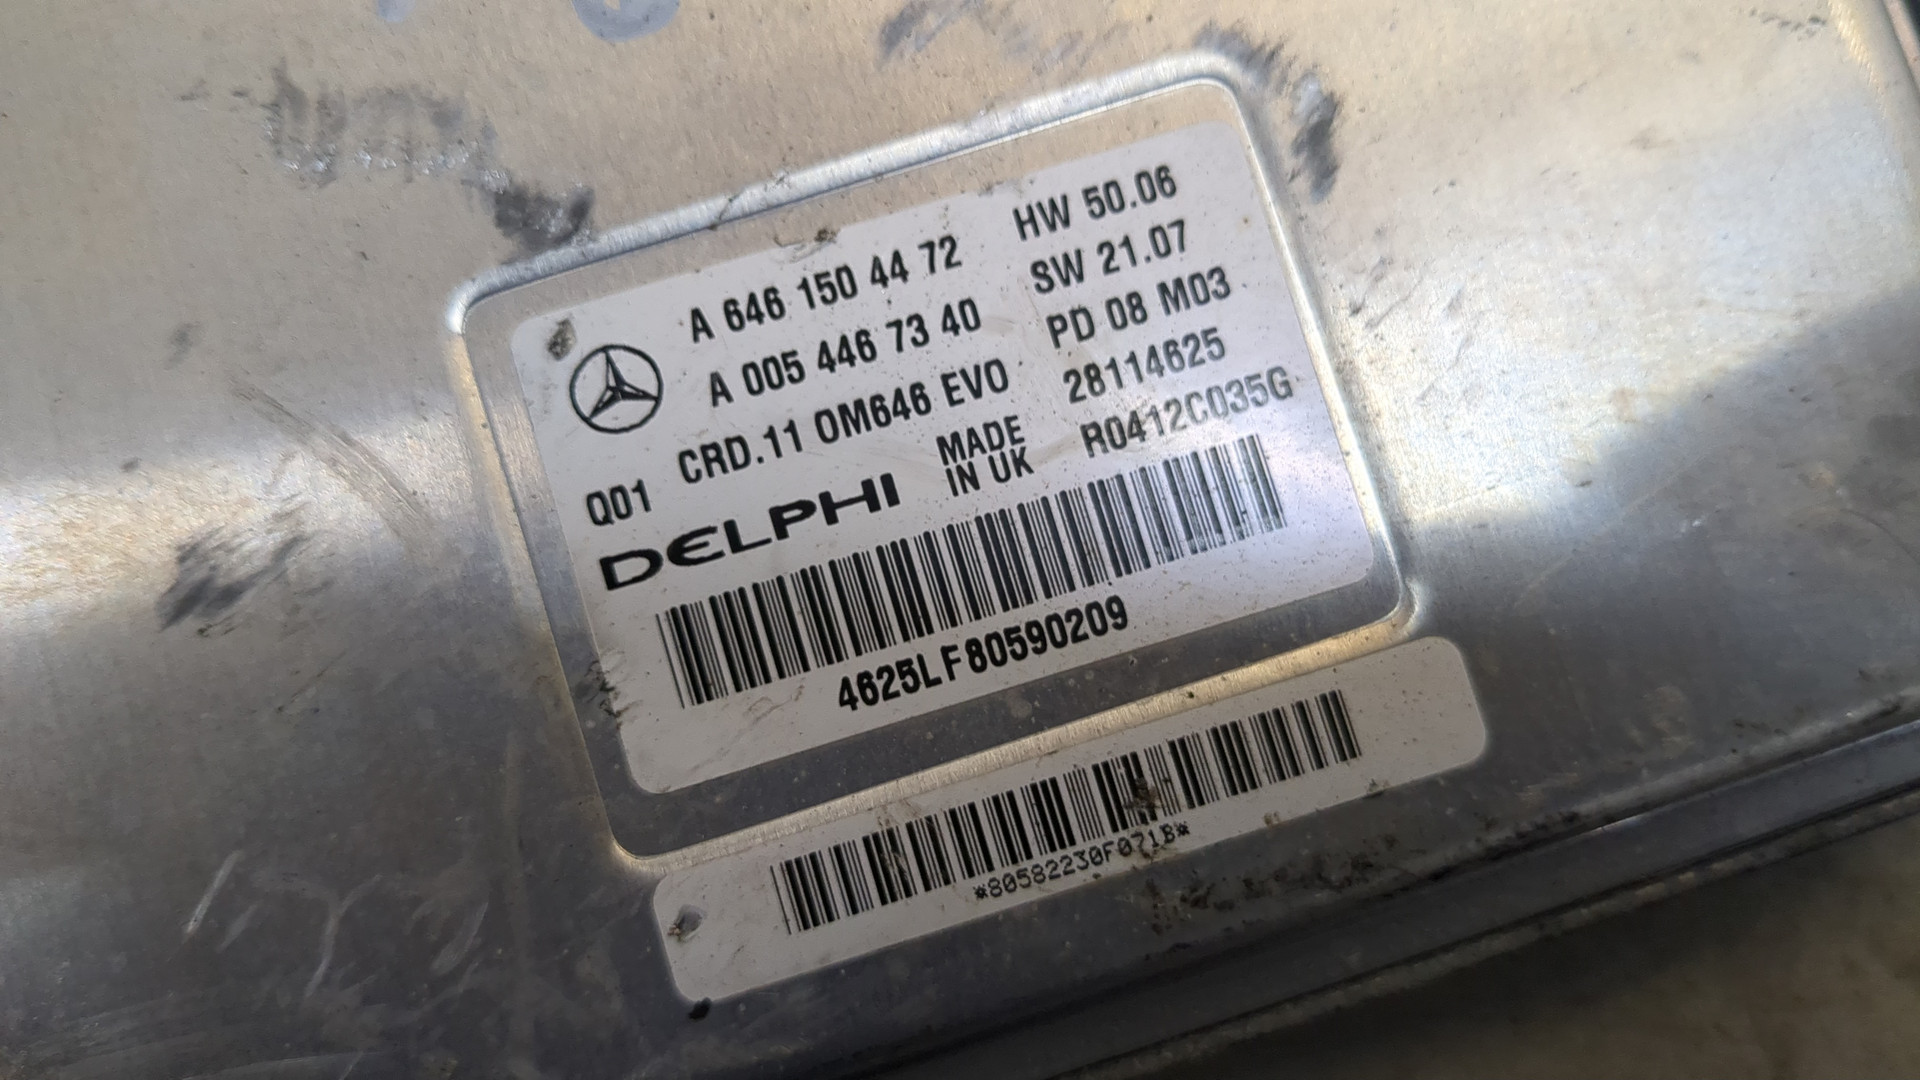 A 646 150 44 72
HW 50.06
A 005 446 73 40
SW 21.07
PD 08 M03
Q01 CRD.11 OM646 EVO
28114625
DELPHI
MADE
IN UK
R0412C035G
4625LF80590209
*80582230F071B*